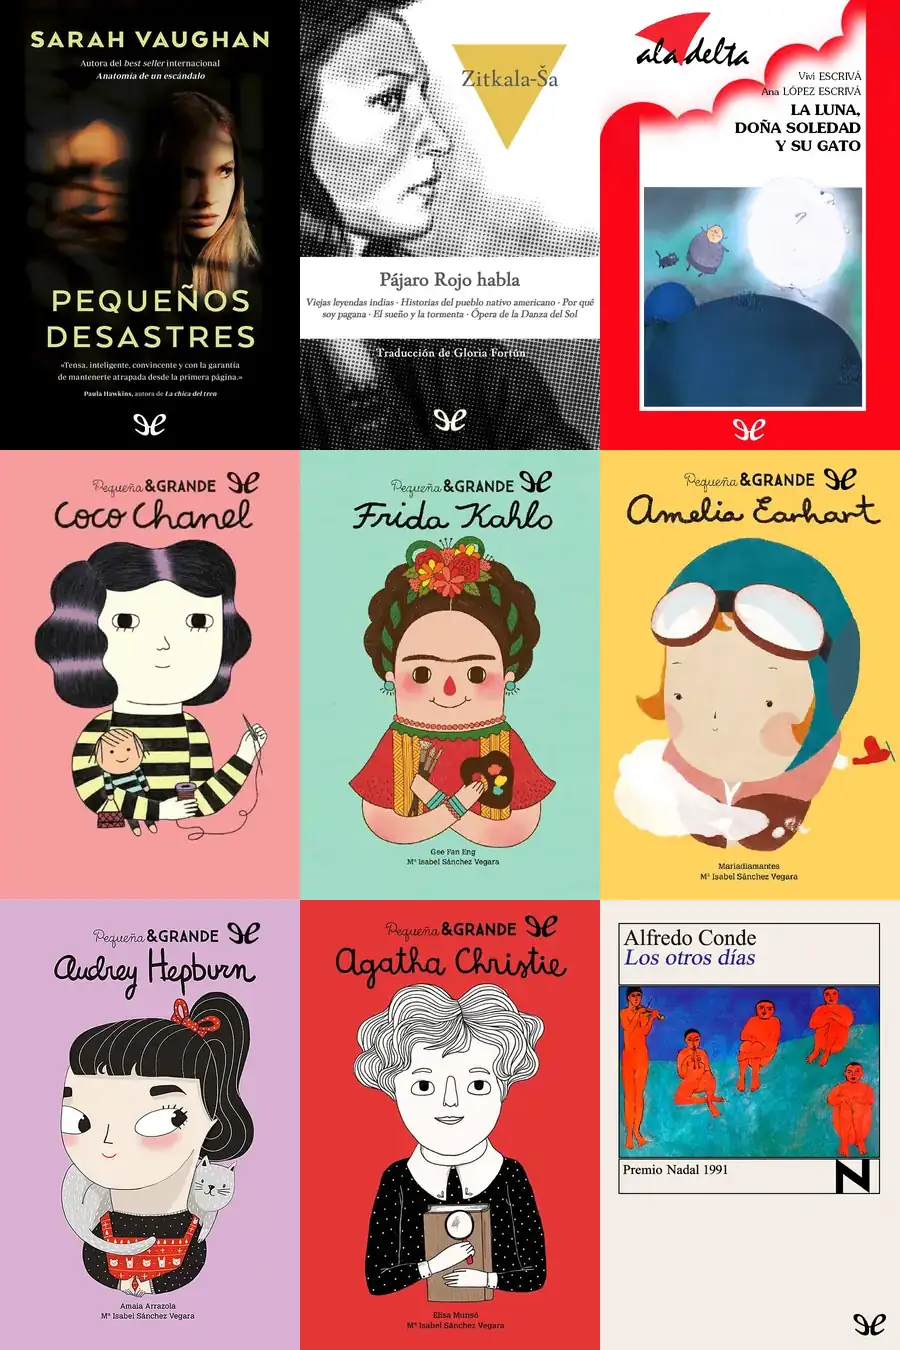 SARAH VAUGHAN
Autora del best seller internacional
Anatomía de un escándalo
PEQUEÑOS
DESASTRES
«Tensa, inteligente, convincente y con la garantía
de mantenerte atrapada desde la primera página.»
Paula Hawkins, autora de La chica del tren
Zitkala-Ša
Pájaro Rojo habla
Viejas leyendas indias · Historias del pueblo nativo americano · Por qué
soy pagana · El sueño y la tormenta · Ópera de la Danza del Sol
Traducción de Gloria Fortún
ala delta
Vivi ESCRIVÁ
Ana LÓPEZ ESCRIVÁ
LA LUNA,
DOÑA SOLEDAD
Y SU GATO
Pequeña &GRANDE
Coco Chanel
Pequeña &GRANDE
Frida Kahlo
Gee Fan Eng
Mª Isabel Sánchez Vegara
Pequeña &GRANDE
Amelia Earhart
Mariadiamantes
Mª Isabel Sánchez Vegara
Pequeña &GRANDE
Audrey Hepburn
Amaia Arrazola
Mª Isabel Sánchez Vegara
Pequeña &GRANDE
Agatha Christie
Elisa Munsó
Mª Isabel Sánchez Vegara
Alfredo Conde
Los otros días
Premio Nadal 1991
N